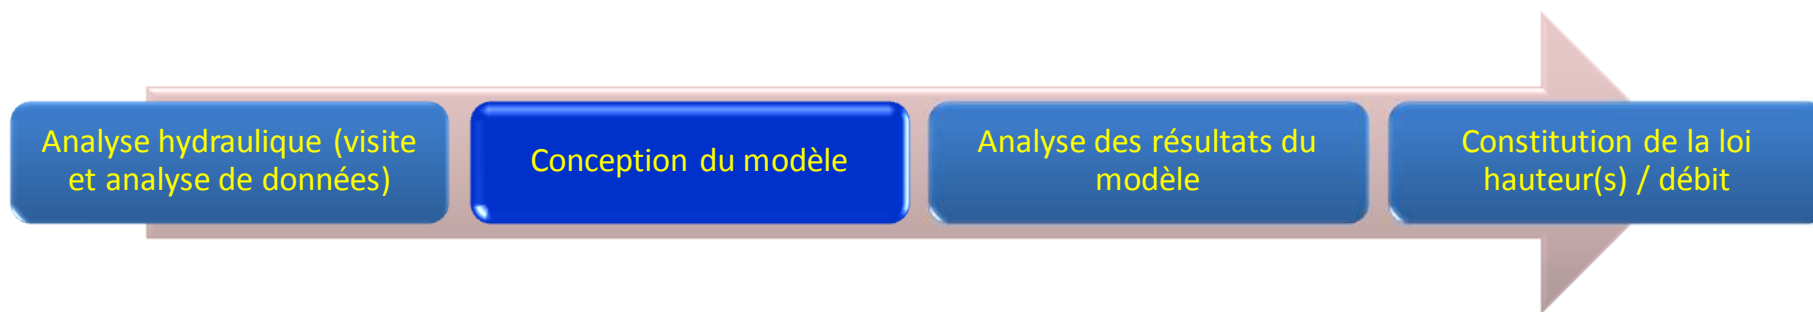 Analyse hydraulique (visite
et analyse de données)
Conception du modèle
Analyse des résultats du
modèle
Constitution de la loi
hauteur(s) / débit